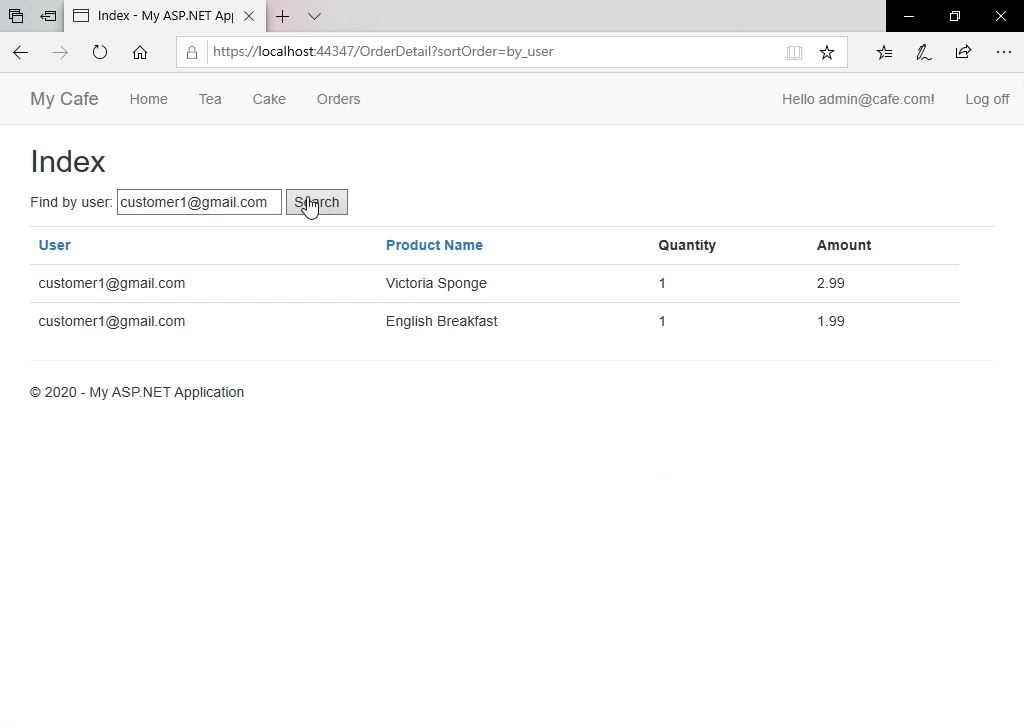 Index - My ASP.NET Ap
https://localhost:44347/OrderDetail?sortOrder=by_user
My Cafe Home Tea Cake Orders Hello admin@cafe.com! Log off
Index
Find by user: customer1@gmail.com Search
User Product Name Quantity Amount
customer1@gmail.com Victoria Sponge 1 2.99
customer1@gmail.com English Breakfast 1 1.99
© 2020 - My ASP.NET Application